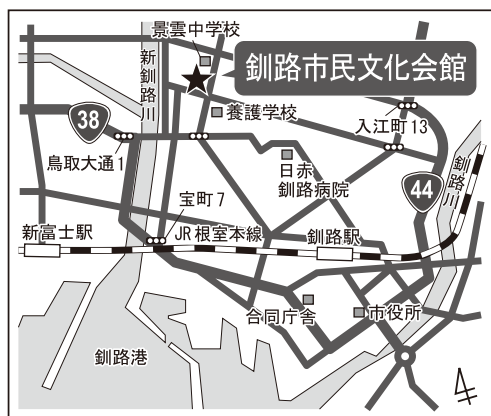 景雲中学校
釧路市民文化会館
新釧路川
38
養護学校
入江町13
鳥取大通1
日赤
釧路病院
釧路川
44
宝町7
新富士駅
JR根室本線
釧路駅
合同庁舎
市役所
釧路港